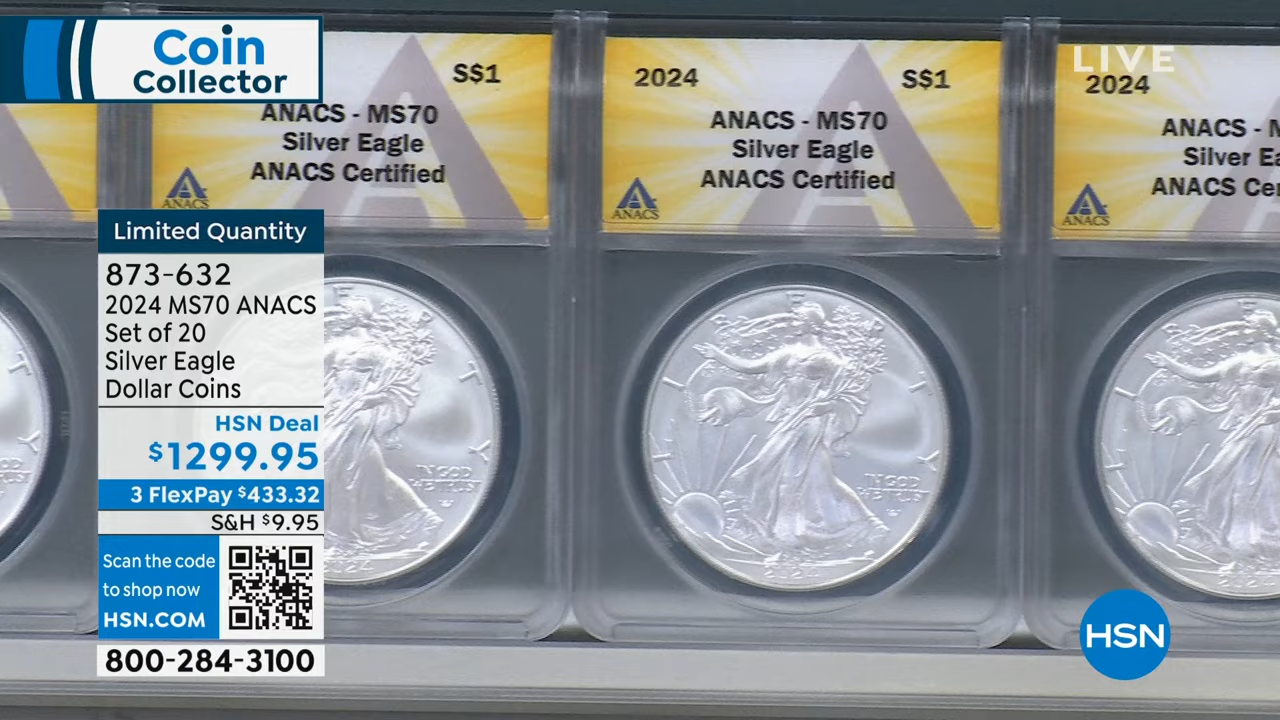 Coin
Collector
LIVE
S$1
ANACS - MS70
Silver Eagle
ANACS Certified
ANACS
2024
S$1
ANACS - MS70
Silver Eagle
ANACS Certified
ANACS
2024
ANACS -
Silver
ANACS
ANACS
Limited Quantity
873-632
2024 MS70 ANACS
Set of 20
Silver Eagle
Dollar Coins
HSN Deal
$1299.95
3 FlexPay $433.32
S&H $9.95
Scan the code
to shop now
HSN.COM
800-284-3100
IN GOD
WE TRUST
IN GOD
WE TRUST
HSN